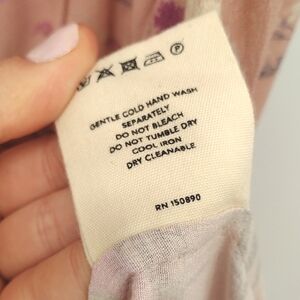 GENTLE COLD HAND WASH
SEPARATELY
DO NOT BLEACH
DO NOT TUMBLE DRY
COOL IRON
DRY CLEANABLE
RN 150890